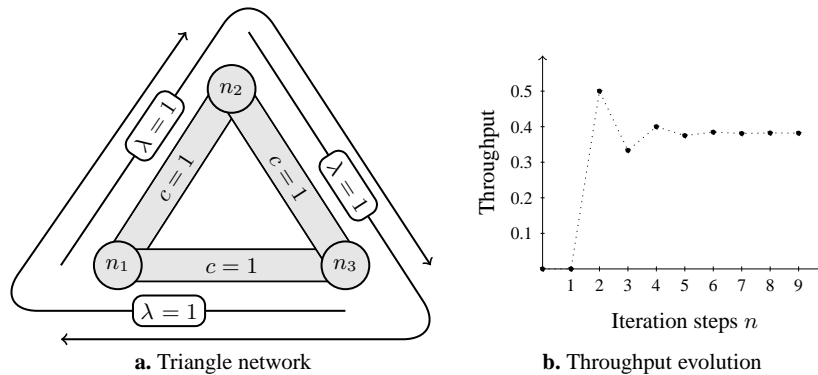 n₂
λ = 1
λ = 1
c = 1
c = 1
n₁
c = 1
n₃
λ = 1
a. Triangle network
Throughput
0.5
0.4
0.3
0.2
0.1
1 2 3 4 5 6 7 8 9
Iteration steps n
b. Throughput evolution